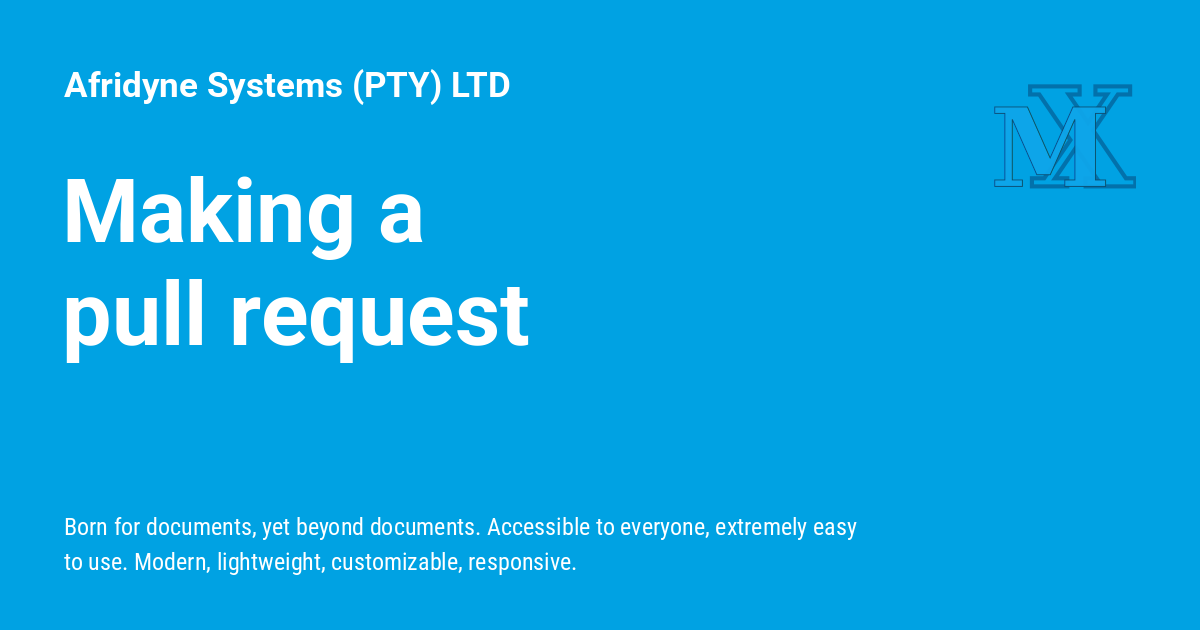 Afridyne Systems (PTY) LTD
MX
Making a
pull request
Born for documents, yet beyond documents. Accessible to everyone, extremely easy
to use. Modern, lightweight, customizable, responsive.